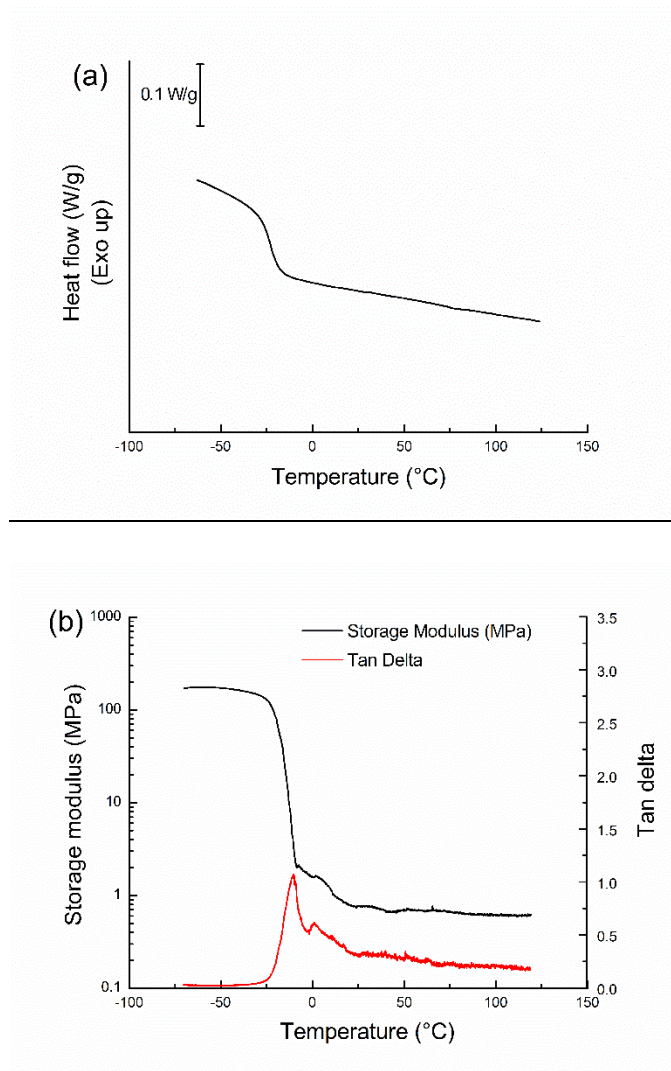 (a)
0.1 W/g
Heat flow (W/g)
(Exo up)
-100 -50 0 50 100 150
Temperature (°C)
(b)
1000
100
10
1
0.1
Storage modulus (MPa)
Storage Modulus (MPa)
Tan Delta
3.5
3.0
2.5
2.0
1.5
1.0
0.5
0.0
Tan delta
-100 -50 0 50 100 150
Temperature (°C)